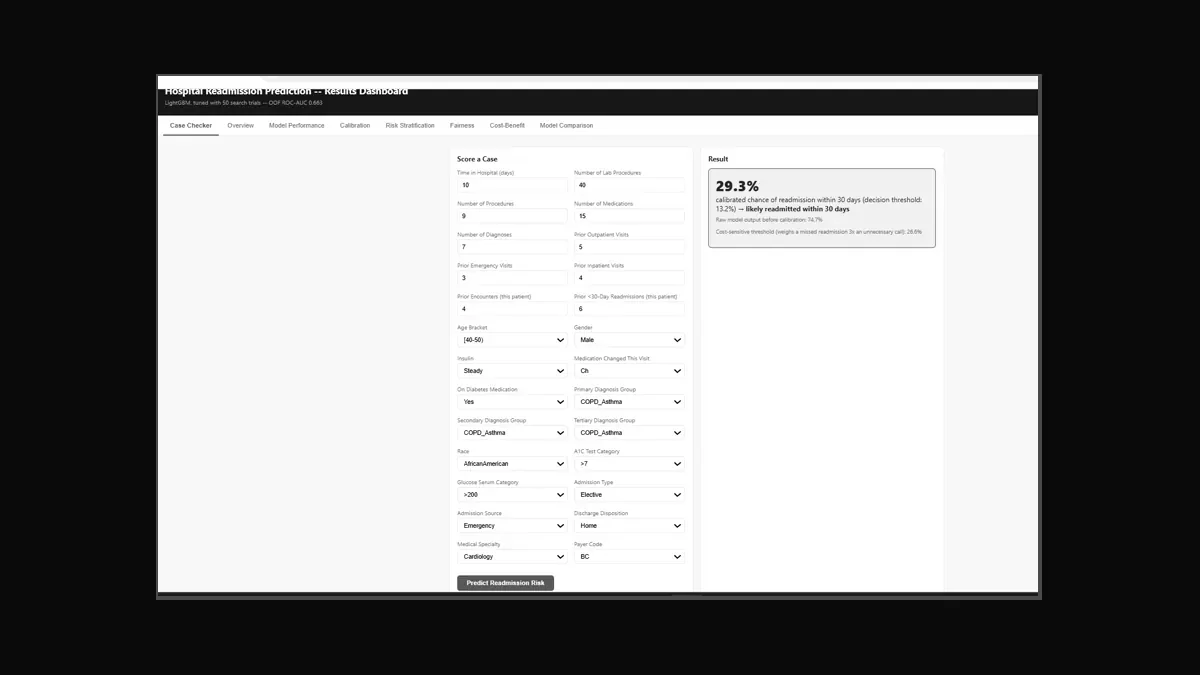 Hospital Readmission Prediction -- Results Dashboard
LightGBM, tuned with 50 search trials — OOF ROC-AUC 0.663
Case Checker Overview Model Performance Calibration Risk Stratification Fairness Cost-Benefit Model Comparison
Score a Case
Time in Hospital (days) Number of Lab Procedures
10 40
Number of Procedures Number of Medications
9 15
Number of Diagnoses Prior Outpatient Visits
7 5
Prior Emergency Visits Prior Inpatient Visits
3 4
Prior Encounters (this patient) Prior <30-Day Readmissions (this patient)
4 6
Age Bracket Gender
[40-50) Male
Insulin Medication Changed This Visit
Steady Ch
On Diabetes Medication Primary Diagnosis Group
Yes COPD_Asthma
Secondary Diagnosis Group Tertiary Diagnosis Group
COPD_Asthma COPD_Asthma
Race A1C Test Category
AfricanAmerican >7
Glucose Serum Category Admission Type
>200 Elective
Admission Source Discharge Disposition
Emergency Home
Medical Specialty Payer Code
Cardiology BC
Predict Readmission Risk
Result
29.3%
calibrated chance of readmission within 30 days (decision threshold:
13.2%) — likely readmitted within 30 days
Raw model output before calibration: 74.7%
Cost-sensitive threshold (weighs a missed readmission 3x an unnecessary call): 28.6%